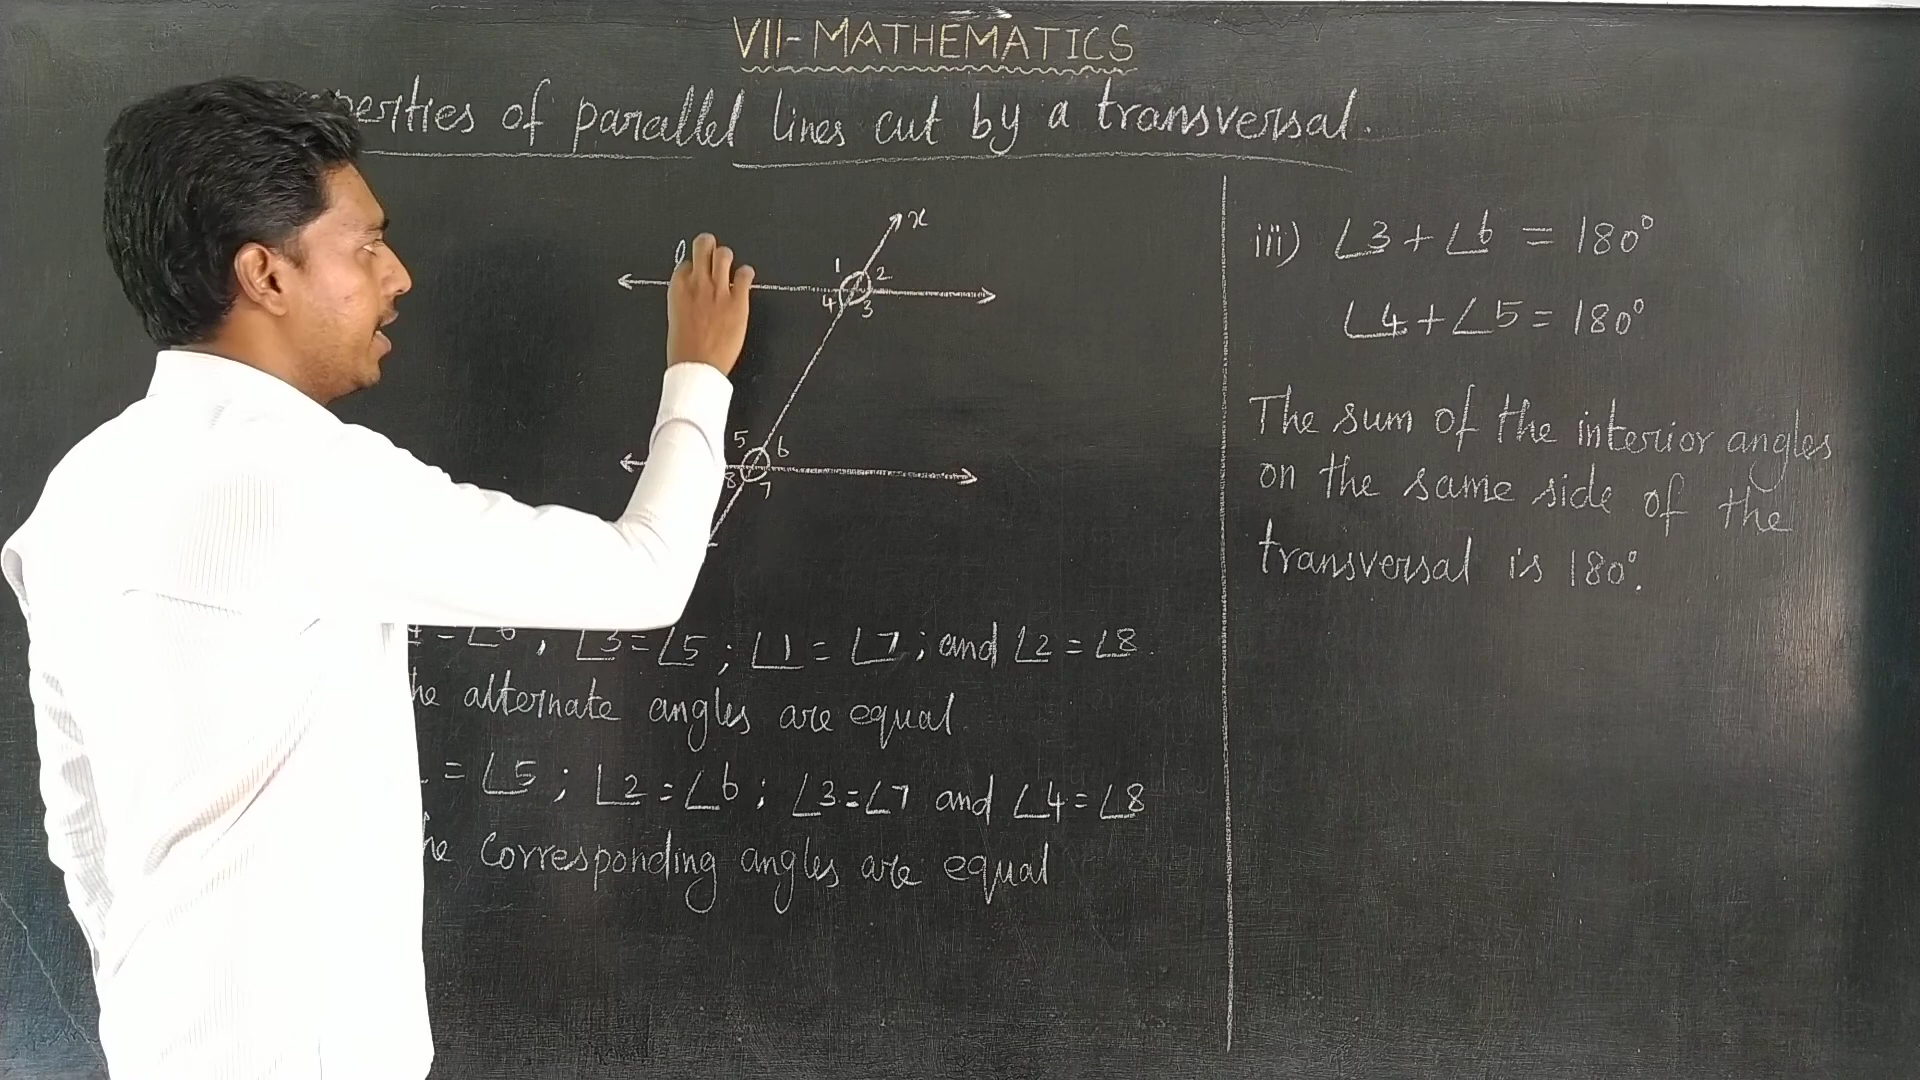 VII-MATHEMATICS
perties of parallel lines cut by a transversal.
x
l
1 2
4 3
5 6
8 7
=∠6 ; ∠3=∠5 ; ∠1=∠7 ; and ∠2=∠8.
he alternate angles are equal
=∠5 ; ∠2=∠6 ; ∠3=∠7 and ∠4=∠8
he corresponding angles are equal
iii) ∠3+∠6 = 180°
∠4+∠5=180°
The sum of the interior angles
on the same side of the
transversal is 180°.